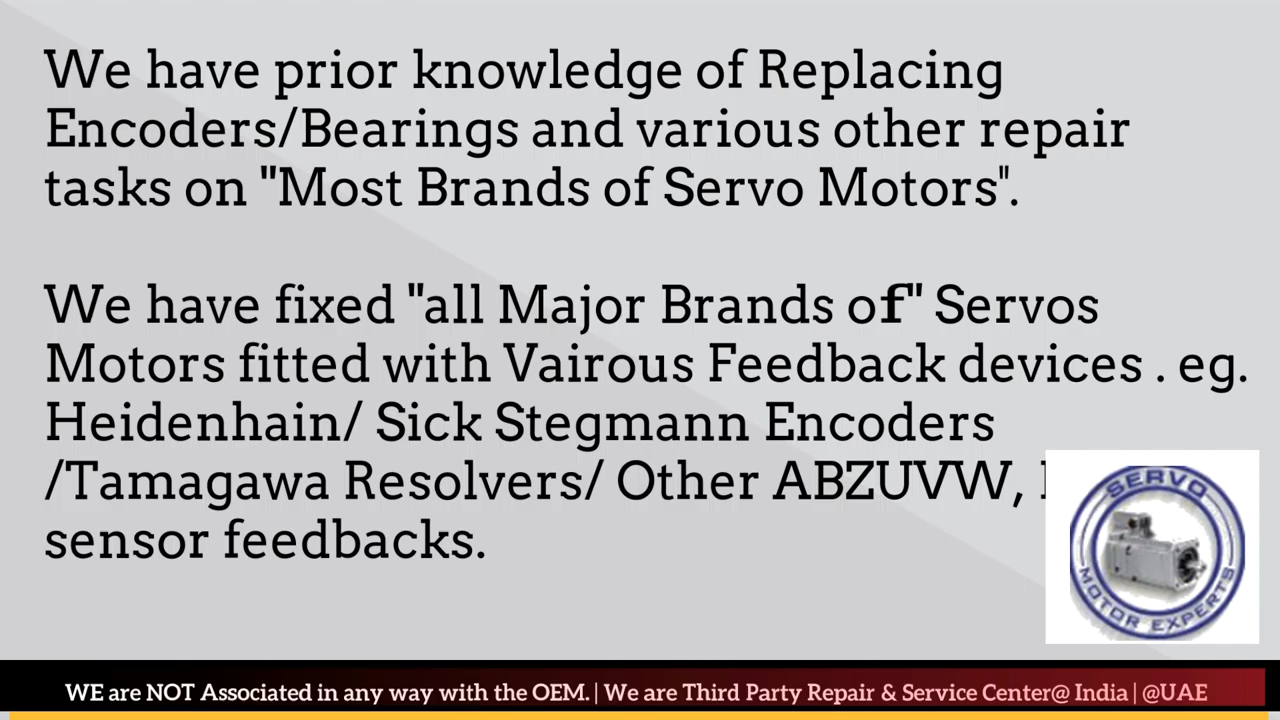 We have prior knowledge of Replacing
Encoders/Bearings and various other repair
tasks on "Most Brands of Servo Motors".
We have fixed "all Major Brands of" Servos
Motors fitted with Vairous Feedback devices . eg.
Heidenhain/ Sick Stegmann Encoders
/Tamagawa Resolvers/ Other ABZUVW,
sensor feedbacks.
SERVO
MOTOR EXPERTS
WE are NOT Associated in any way with the OEM. | We are Third Party Repair & Service Center@ India | @UAE